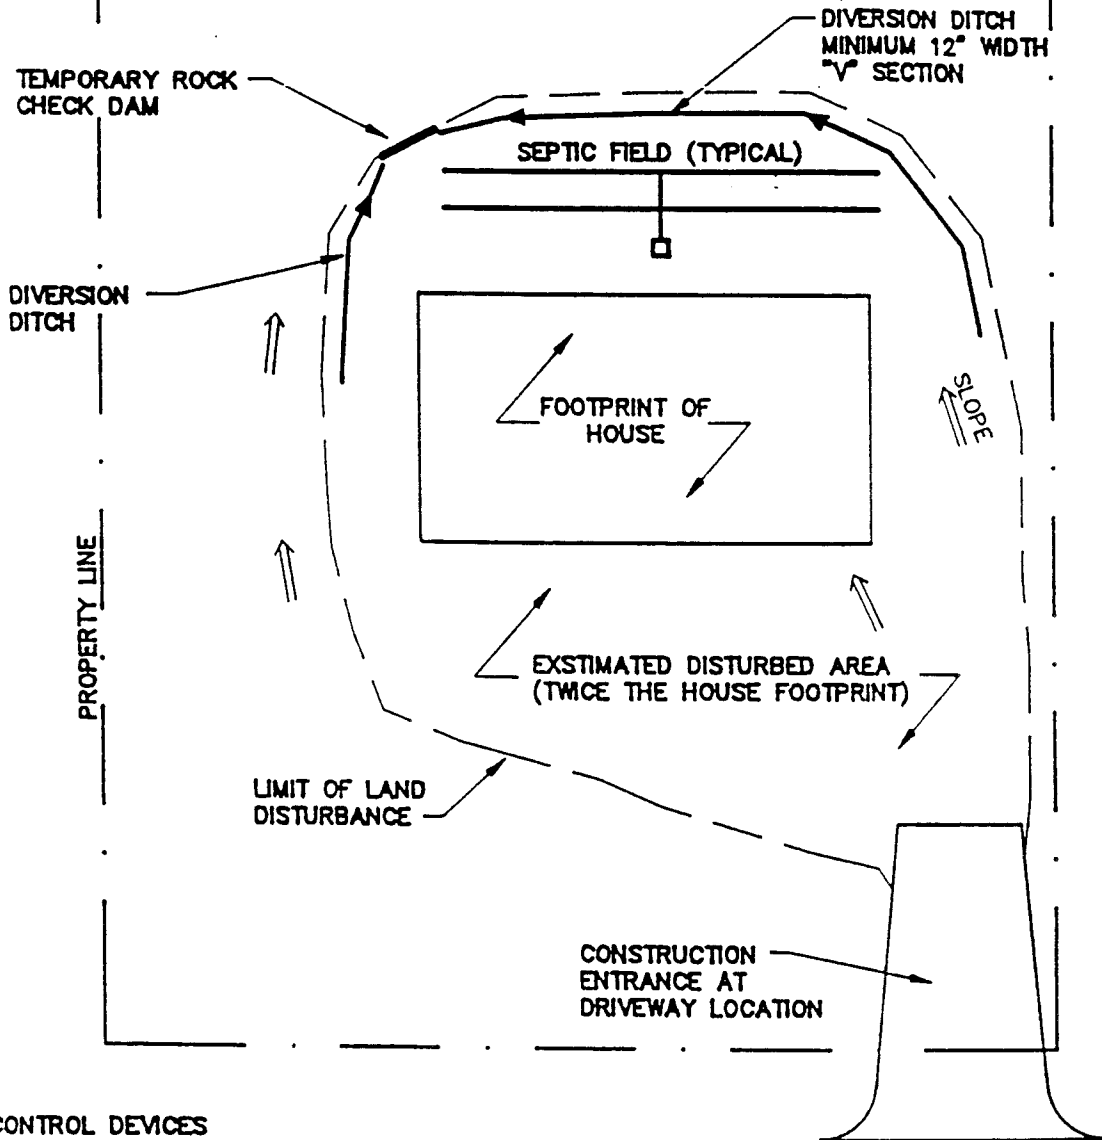 DIVERSION DITCH
MINIMUM 12" WIDTH
"V" SECTION
TEMPORARY ROCK
CHECK DAM
SEPTIC FIELD (TYPICAL)
DIVERSION
DITCH
SLOPE
FOOTPRINT OF
HOUSE
PROPERTY LINE
EXSTIMATED DISTURBED AREA
(TWICE THE HOUSE FOOTPRINT)
LIMIT OF LAND
DISTURBANCE
CONSTRUCTION
ENTRANCE AT
DRIVEWAY LOCATION
CONTROL DEVICES